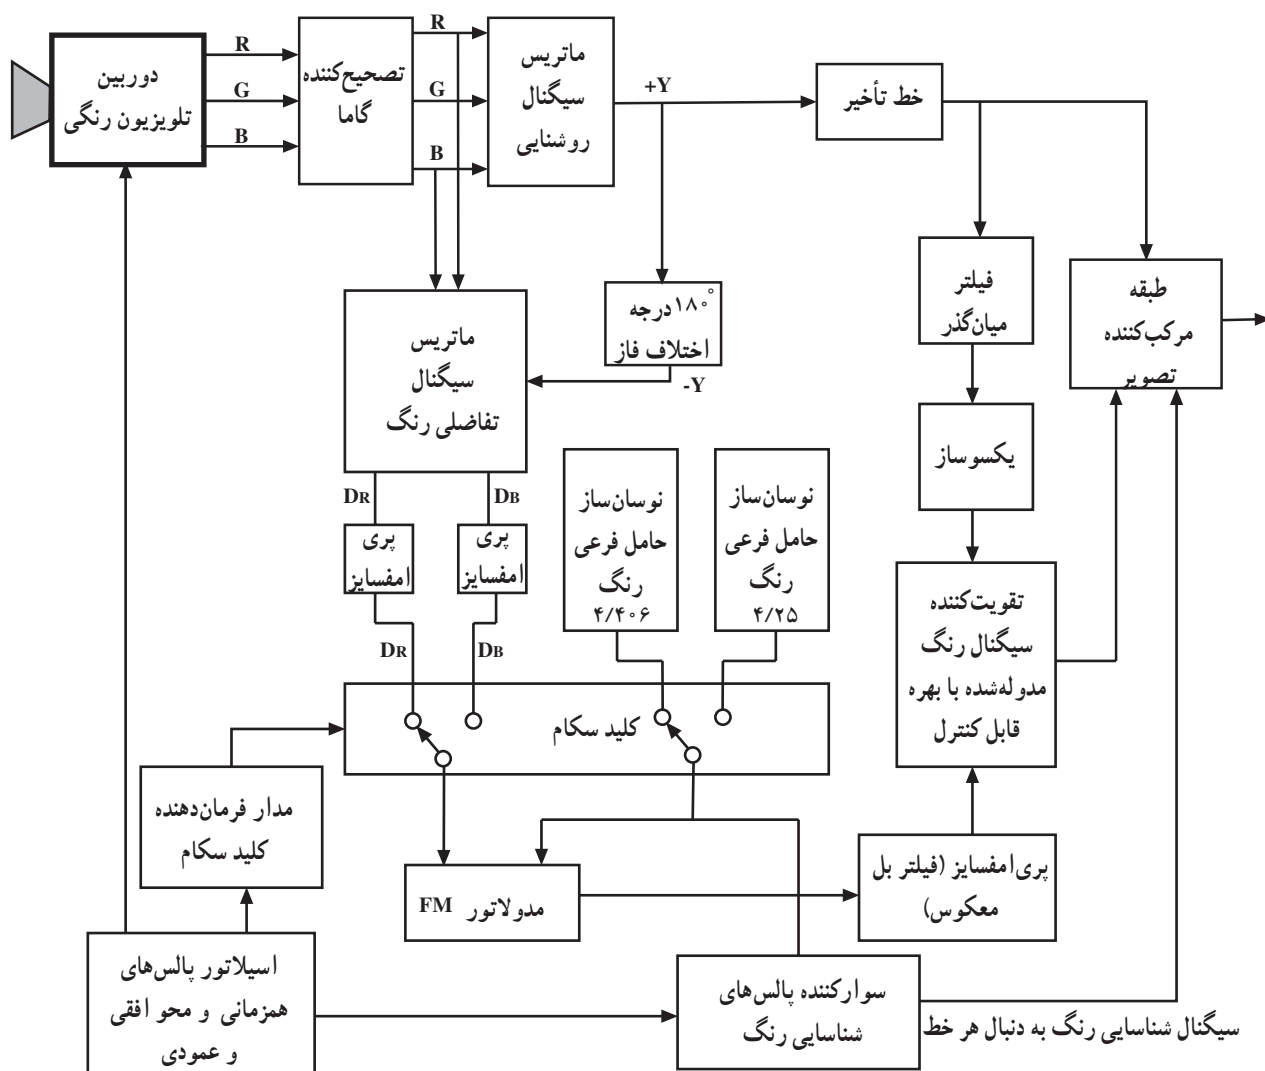 دوربین
تلویزیون رنگی
R
G
B
تصحیح‌کننده
گاما
R
G
B
ماتریس
سیگنال
روشنایی
+Y
خط تأخیر
فیلتر
میان‌گذر
طبقه
مرکب‌کننده
تصویر
۱۸۰° درجه
اختلاف فاز
-Y
ماتریس
سیگنال
تفاضلی رنگ
یکسوساز
DR
DB
پری
امفسایز
پری
امفسایز
نوسان‌ساز
حامل فرعی
رنگ
۴/۴۰۶
نوسان‌ساز
حامل فرعی
رنگ
۴/۲۵
تقویت‌کننده
سیگنال رنگ
مدوله‌شده با بهره
قابل کنترل
DR
DB
کلید سکام
مدار فرمان‌دهنده
کلید سکام
مدولاتور FM
پری‌امفسایز (فیلتر بل
معکوس)
اسیلاتور پالس‌های
همزمانی و محو افقی
و عمودی
سوارکننده پالس‌های
شناسایی رنگ
سیگنال شناسایی رنگ به دنبال هر خط